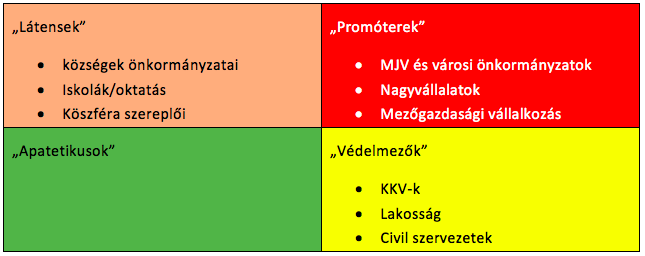 „Látensek”
• községek önkormányzatai
• Iskolák/oktatás
• Köszféra szereplői
„Promóterek”
• MJV és városi önkormányzatok
• Nagyvállalatok
• Mezőgazdasági vállalkozás
„Apatetikusok”
„Védelmezők”
• KKV-k
• Lakosság
• Civil szervezetek